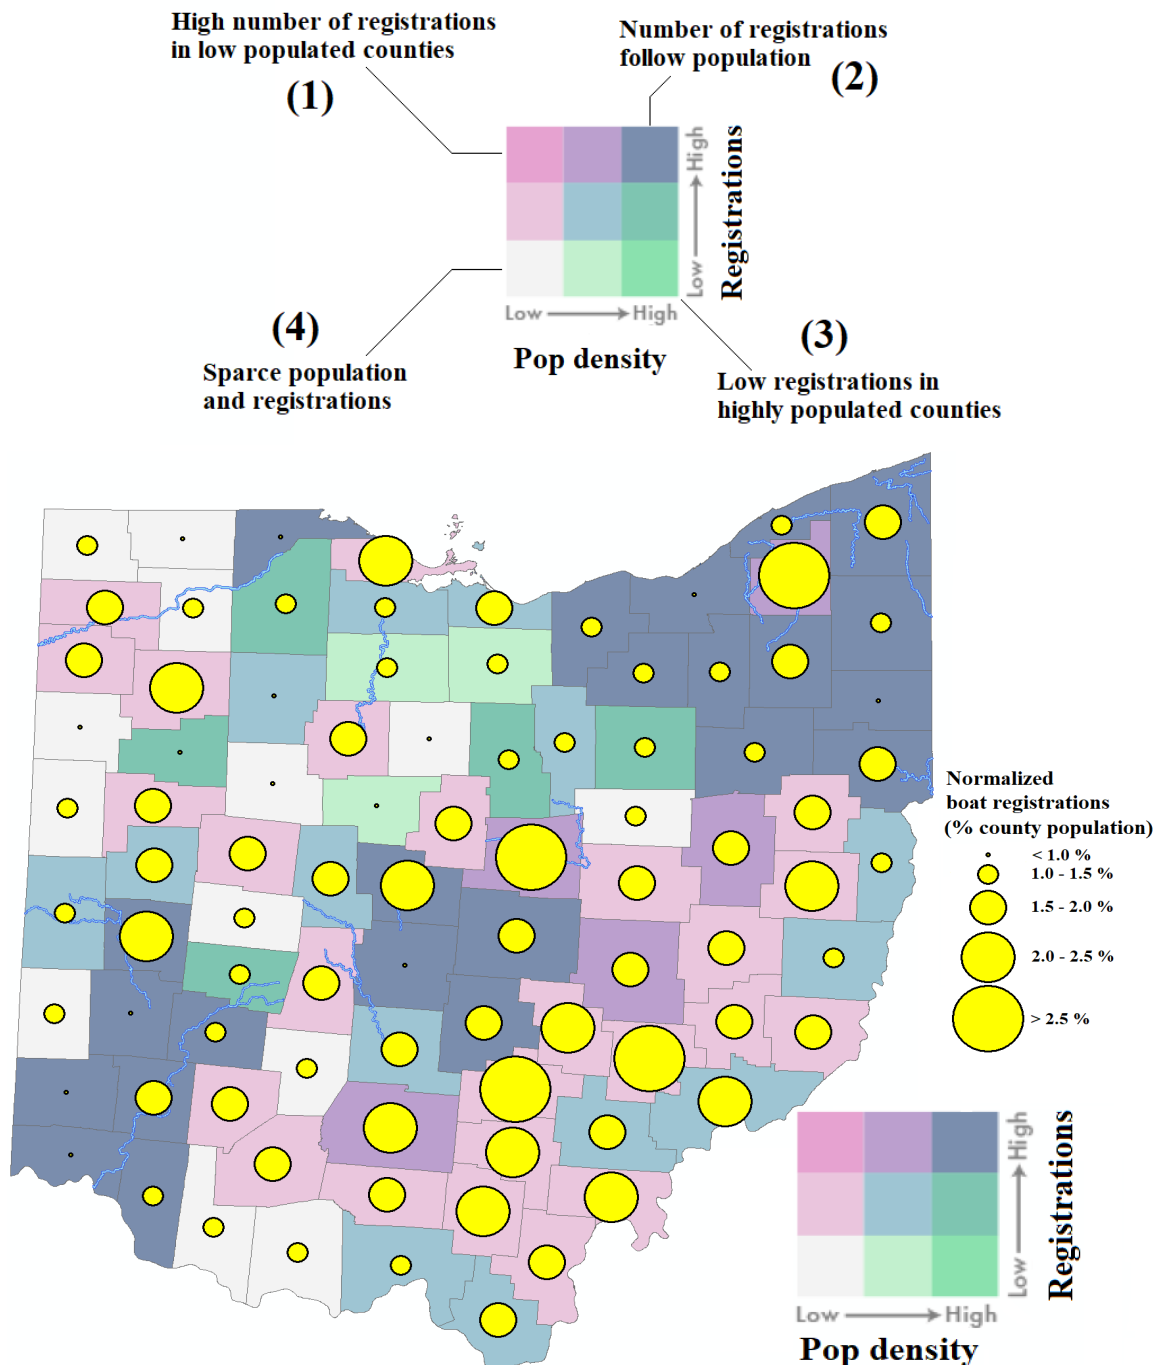 High number of registrations
in low populated counties
(1)
Number of registrations
follow population
(2)
High
Low
Registrations
Low
High
Pop density
(4)
Sparce population
and registrations
(3)
Low registrations in
highly populated counties
Normalized
boat registrations
(% county population)
< 1.0 %
1.0 - 1.5 %
1.5 - 2.0 %
2.0 - 2.5 %
> 2.5 %
High
Low
Registrations
Low
High
Pop density